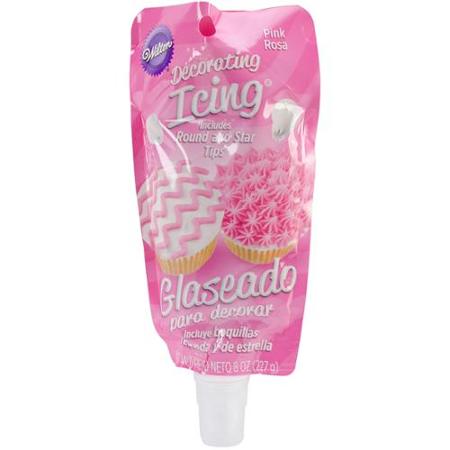 Wilton
Pink
Rosa
Decorating
Icing®
Includes
Round and Star
Tips
Glaseado
para decorar
Incluye boquillas
y de estrella
NETO 8 OZ (227 g)